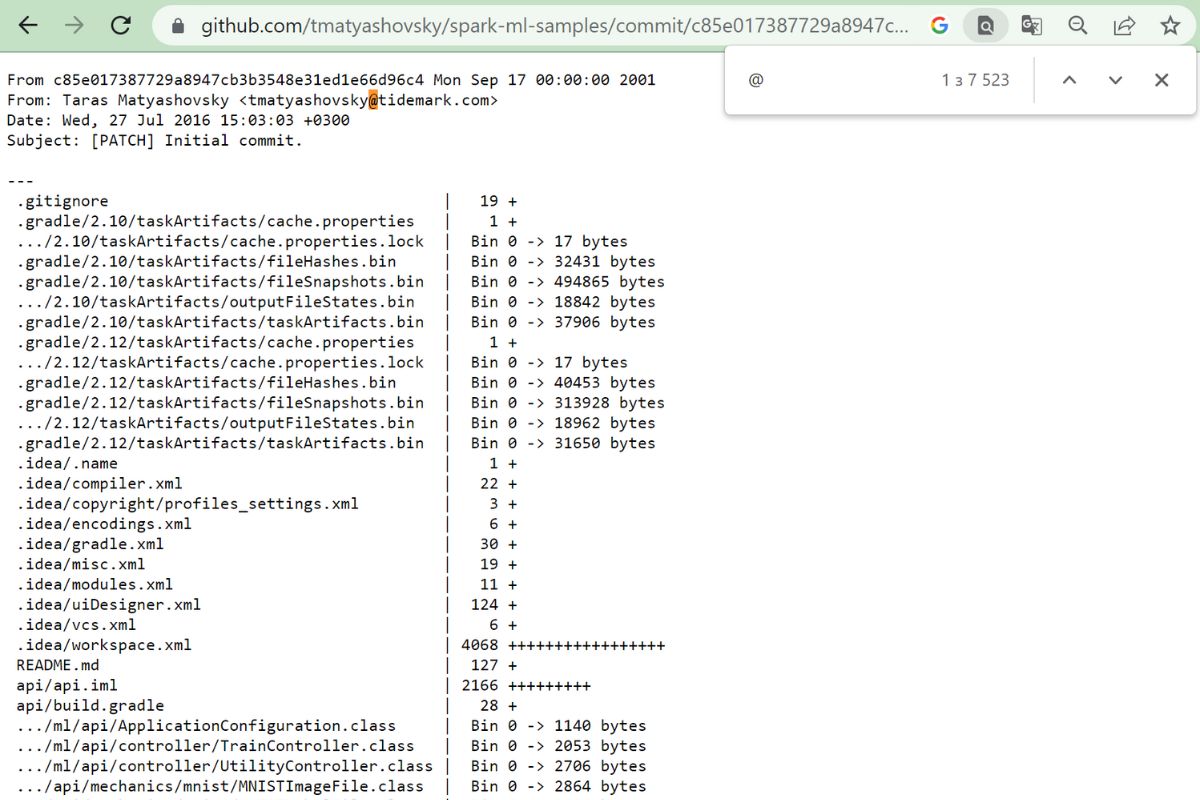 github.com/tmatyashovsky/spark-ml-samples/commit/c85e017387729a8947c...
@ 1 з 7 523
From c85e017387729a8947cb3b3548e31ed1e66d96c4 Mon Sep 17 00:00:00 2001
From: Taras Matyashovsky <tmatyashovsky@tidemark.com>
Date: Wed, 27 Jul 2016 15:03:03 +0300
Subject: [PATCH] Initial commit.
---
.gitignore | 19 +
.gradle/2.10/taskArtifacts/cache.properties | 1 +
.../2.10/taskArtifacts/cache.properties.lock | Bin 0 -> 17 bytes
.gradle/2.10/taskArtifacts/fileHashes.bin | Bin 0 -> 32431 bytes
.gradle/2.10/taskArtifacts/fileSnapshots.bin | Bin 0 -> 494865 bytes
.../2.10/taskArtifacts/outputFileStates.bin | Bin 0 -> 18842 bytes
.gradle/2.10/taskArtifacts/taskArtifacts.bin | Bin 0 -> 37906 bytes
.gradle/2.12/taskArtifacts/cache.properties | 1 +
.../2.12/taskArtifacts/cache.properties.lock | Bin 0 -> 17 bytes
.gradle/2.12/taskArtifacts/fileHashes.bin | Bin 0 -> 40453 bytes
.gradle/2.12/taskArtifacts/fileSnapshots.bin | Bin 0 -> 313928 bytes
.../2.12/taskArtifacts/outputFileStates.bin | Bin 0 -> 18962 bytes
.gradle/2.12/taskArtifacts/taskArtifacts.bin | Bin 0 -> 31650 bytes
.idea/.name | 1 +
.idea/compiler.xml | 22 +
.idea/copyright/profiles_settings.xml | 3 +
.idea/encodings.xml | 6 +
.idea/gradle.xml | 30 +
.idea/misc.xml | 19 +
.idea/modules.xml | 11 +
.idea/uiDesigner.xml | 124 +
.idea/vcs.xml | 6 +
.idea/workspace.xml | 4068 +++++++++++++++++
README.md | 127 +
api/api.iml | 2166 +++++++++
api/build.gradle | 28 +
.../ml/api/ApplicationConfiguration.class | Bin 0 -> 1140 bytes
.../ml/api/controller/TrainController.class | Bin 0 -> 2053 bytes
.../ml/api/controller/UtilityController.class | Bin 0 -> 2706 bytes
.../api/mechanics/mnist/MNISTImageFile.class | Bin 0 -> 2864 bytes